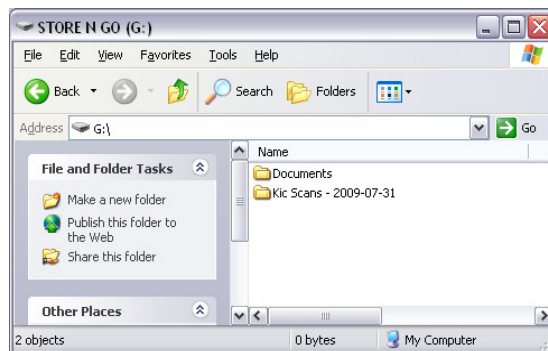 STORE N GO (G:)
File Edit View Favorites Tools Help
Back Search Folders
Address G:\ Go
File and Folder Tasks
Make a new folder
Publish this folder to
the Web
Share this folder
Other Places
Name
Documents
Kic Scans - 2009-07-31
2 objects 0 bytes My Computer